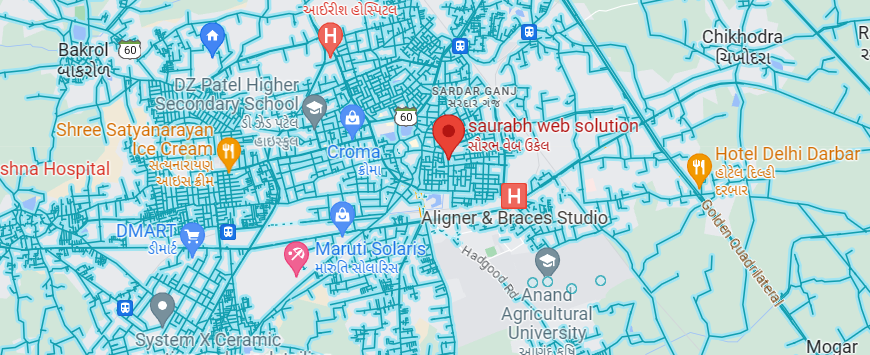 આઈરીશ હોસ્પિટલ
H
Bakrol
બાકરોલ
60
Chikhodra
ચિખોદરા
R
DZ Patel Higher
Secondary School
ડી.ઝેડ પટેલ
હાઇસ્કુલ
SARDAR GANJ
સરદાર ગંજ
60
saurabh web solution
સૌરભ વેબ ઉકેલ
Shree Satyanarayan
Ice Cream
સત્યનારાયણ
આઇસ ક્રીમ
Croma
ક્રોમા
Hotel Delhi Darbar
હોટેલ દિલ્હી
દરબાર
shna Hospital
H
Aligner & Braces Studio
Golden Quadrilateral
DMART
ડીમાર્ટ
Maruti Solaris
મારુતિ સોલારિસ
Hadgood Rd
Anand
Agricultural
University
System X Ceramic
Mogar